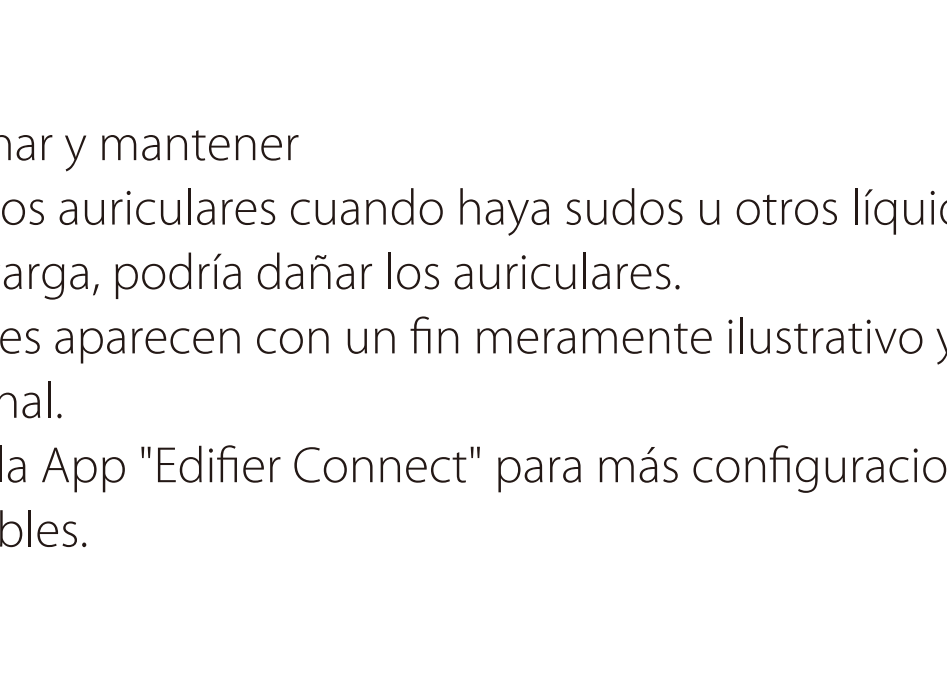 nar y mantener
os auriculares cuando haya sudos u otros líqui
arga, podría dañar los auriculares.
es aparecen con un fin meramente ilustrativo y
nal.
la App "Edifier Connect" para más configuracio
bles.